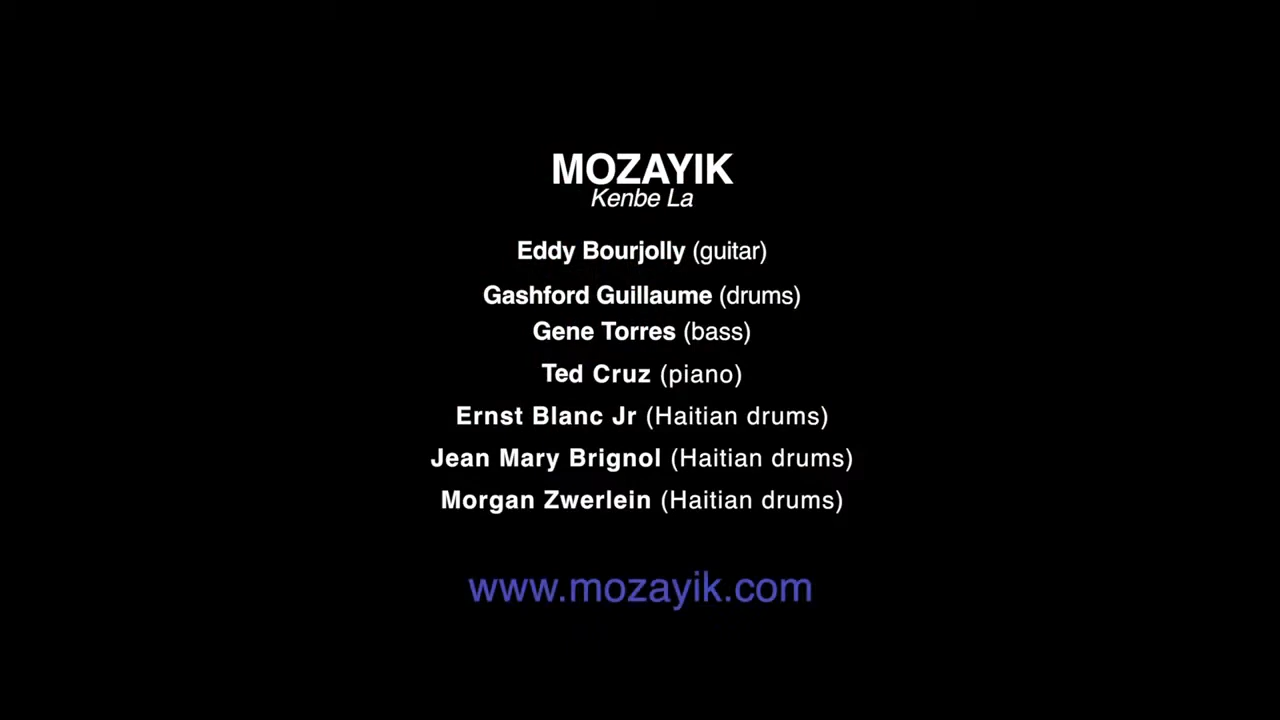 MOZAYIK
Kenbe La
Eddy Bourjolly (guitar)
Gashford Guillaume (drums)
Gene Torres (bass)
Ted Cruz (piano)
Ernst Blanc Jr (Haitian drums)
Jean Mary Brignol (Haitian drums)
Morgan Zwerlein (Haitian drums)
www.mozayik.com